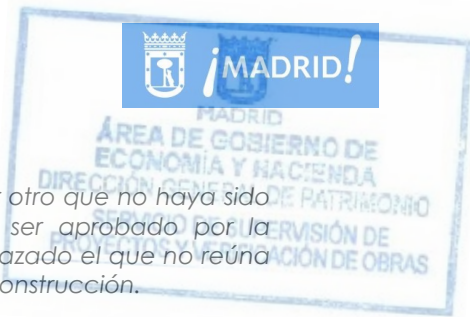 ¡MADRID!
MADRID
ÁREA DE GOBIERNO DE
ECONOMÍA Y HACIENDA
DIRECCIÓN GENERAL DE PATRIMONIO
SERVICIO DE SUPERVISIÓN DE
PROYECTOS Y VERIFICACIÓN DE OBRAS
otro que no haya sido
ser aprobado por la
azado el que no reúna
onstrucción.